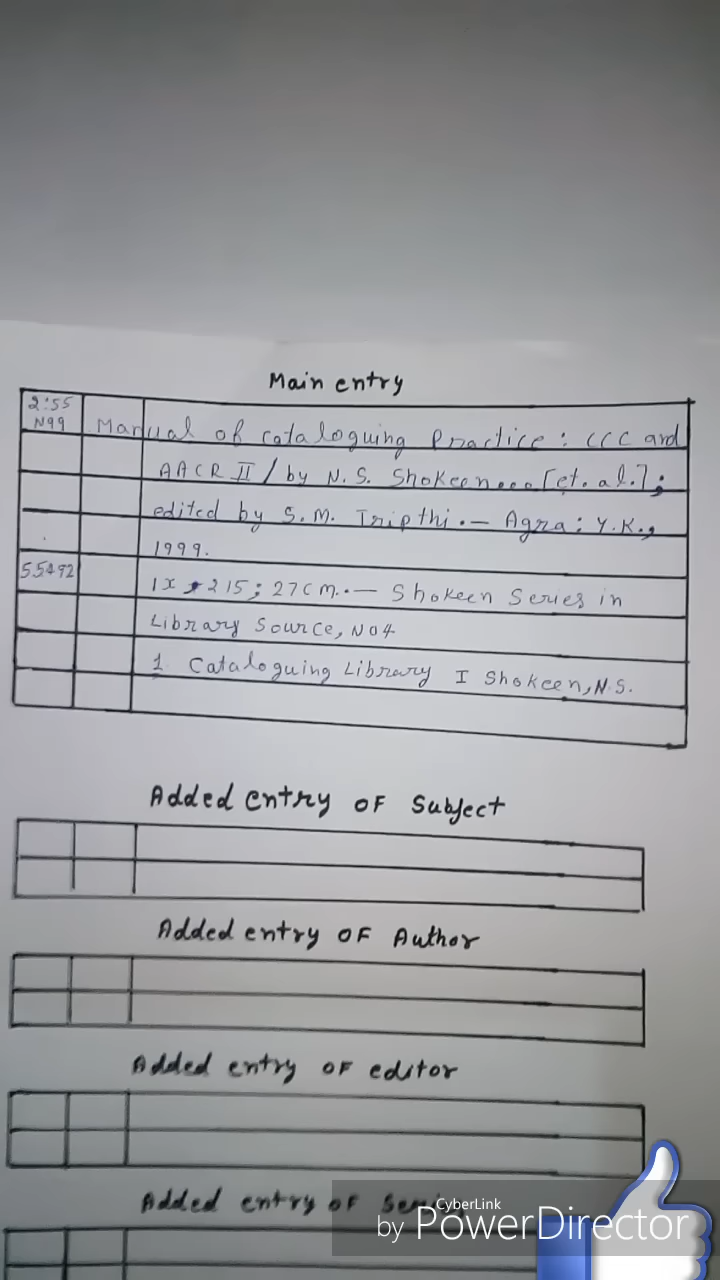 Main entry
2:55
N99
Manual of cataloguing Practice: CCC and
AACR II / by N. S. Shokeen... [et. al.];
edited by S. M. Tripthi.— Agra: Y.K.,
1999.
55492
1x, 215; 27cm.— Shokeen Series in
Library Source, No4
1. Cataloguing Library I Shokeen, N.S.
Added entry OF Subject
Added entry OF Author
Added entry OF editor
Added entry OF
CyberLink
by PowerDirector